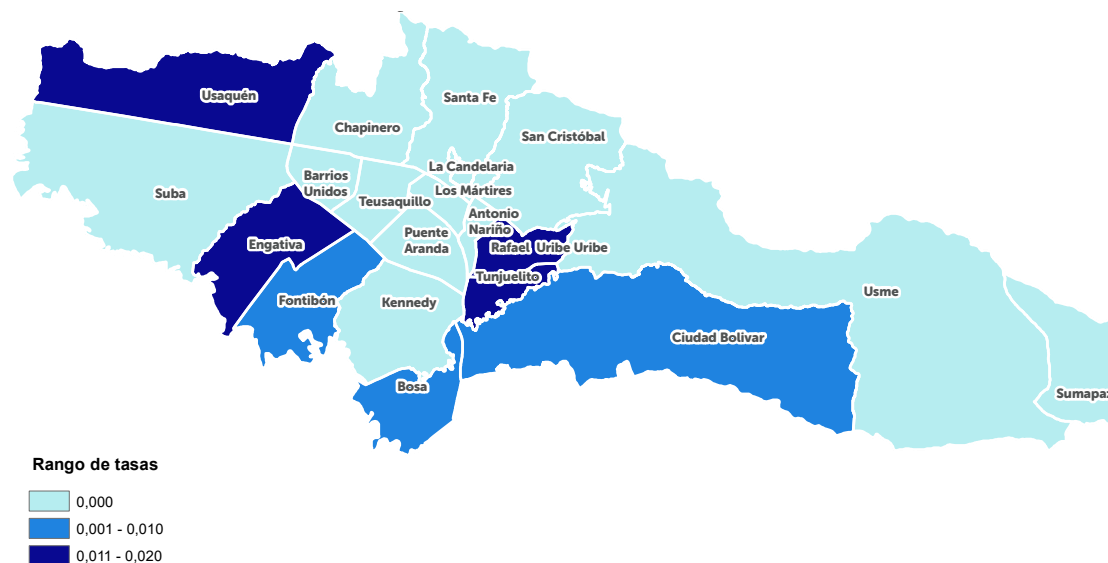 Usaquén
Santa Fe
Chapinero
San Cristóbal
La Candelaria
Barrios
Unidos
Suba
Los Mártires
Teusaquillo
Antonio
Nariño
Puente
Aranda
Engativa
Rafael Uribe Uribe
Tunjuelito
Fontibón
Kennedy
Usme
Ciudad Bolivar
Bosa
Sumapaz
Rango de tasas
0,000
0,001 - 0,010
0,011 - 0,020